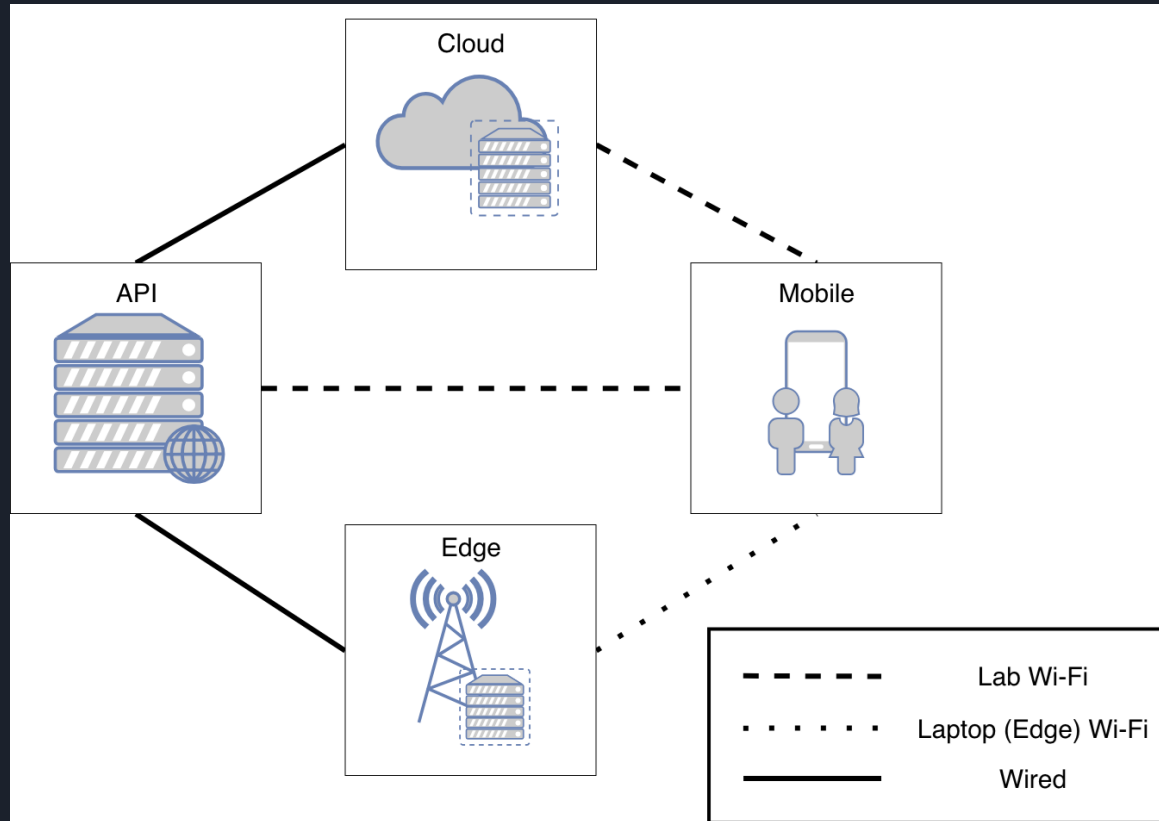 Cloud
API
Mobile
Edge
Lab Wi-Fi
Laptop (Edge) Wi-Fi
Wired